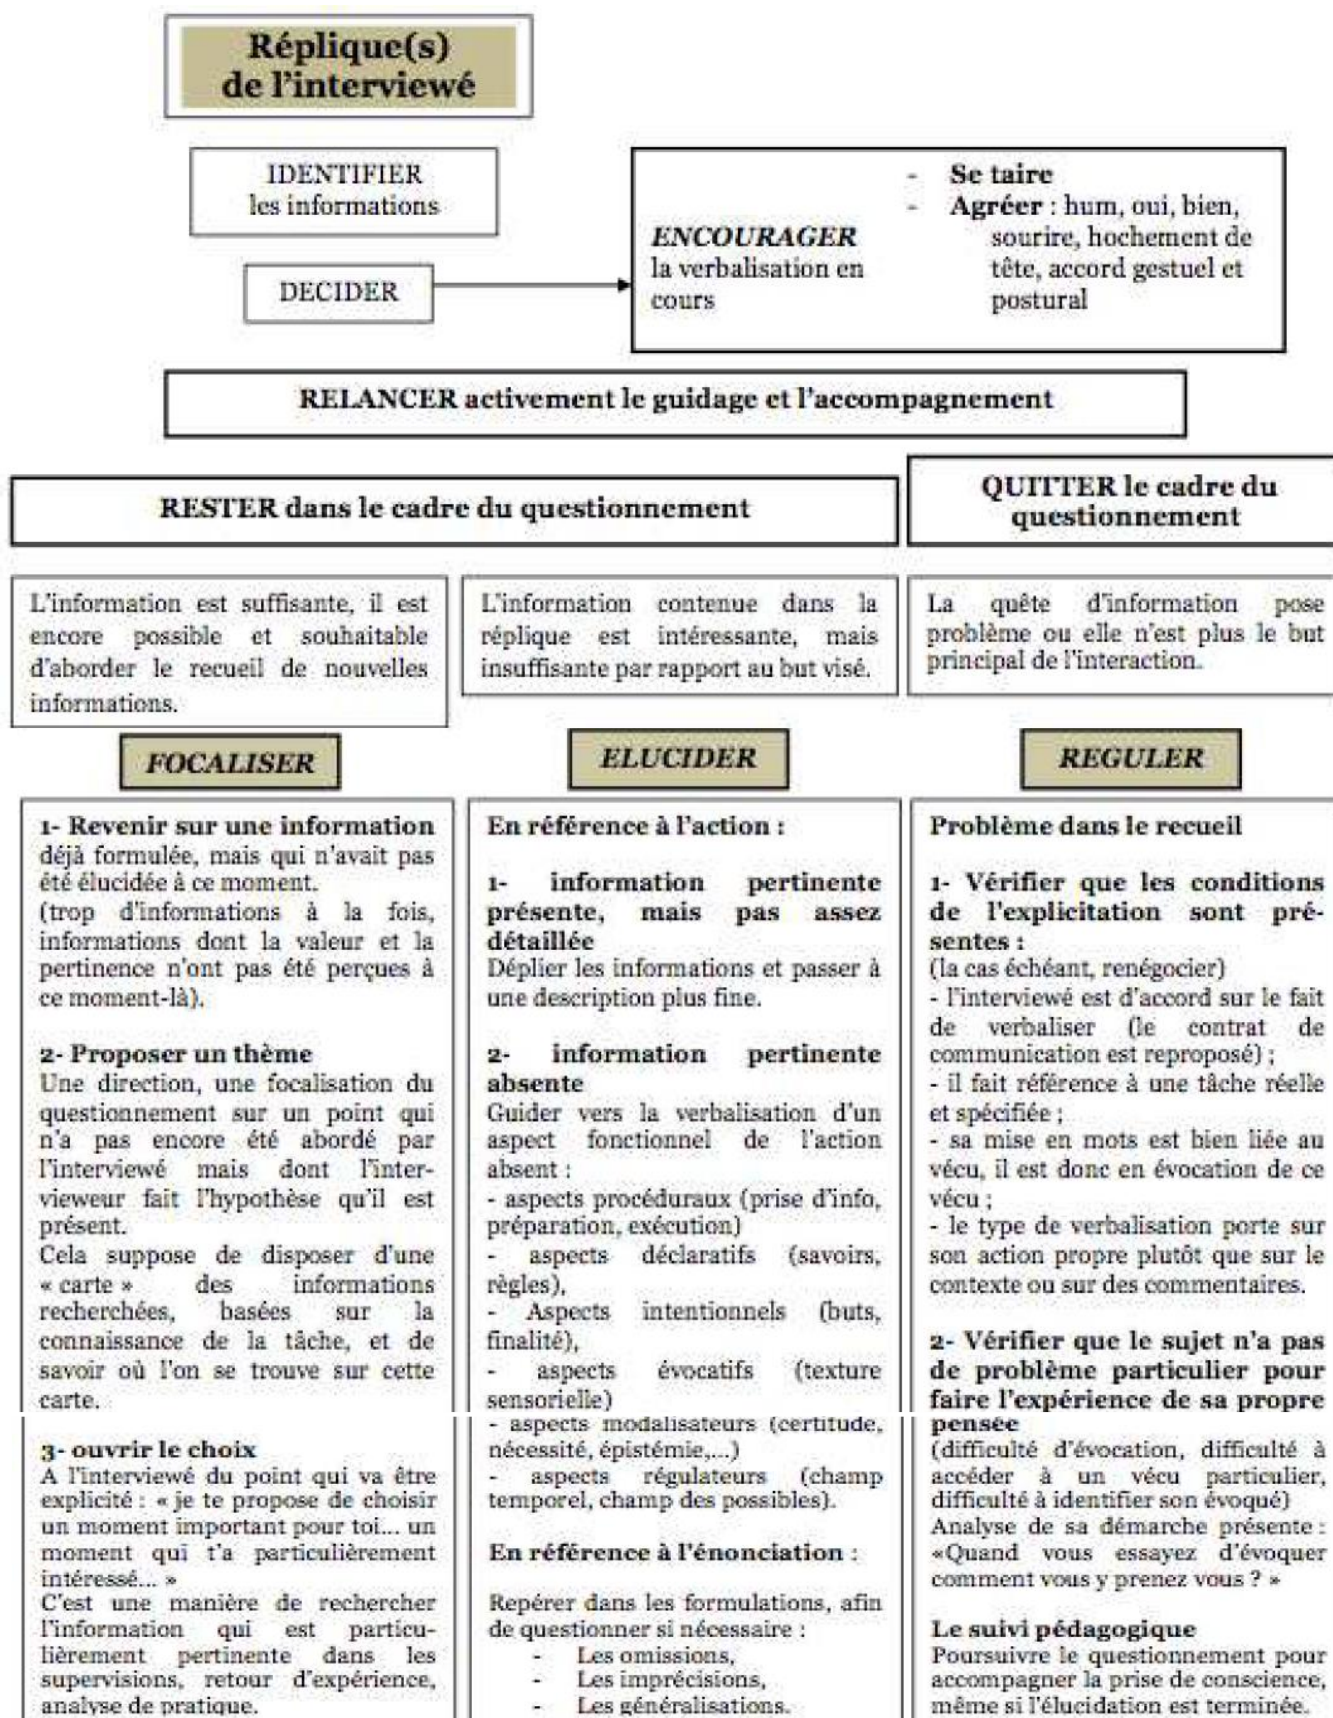 Réplique(s)
de l'interviewé
IDENTIFIER
les informations
DECIDER
ENCOURAGER
la verbalisation en
cours
- Se taire
- Agréer : hum, oui, bien,
sourire, hochement de
tête, accord gestuel et
postural
RELANCER activement le guidage et l'accompagnement
RESTER dans le cadre du questionnement
QUITTER le cadre du
questionnement
L'information est suffisante, il est
encore possible et souhaitable
d'aborder le recueil de nouvelles
informations.
L'information contenue dans la
réplique est intéressante, mais
insuffisante par rapport au but visé.
La quête d'information pose
problème ou elle n'est plus le but
principal de l'interaction.
FOCALISER
1- Revenir sur une information
déjà formulée, mais qui n'avait pas
été élucidée à ce moment.
(trop d'informations à la fois,
informations dont la valeur et la
pertinence n'ont pas été perçues à
ce moment-là).
2- Proposer un thème
Une direction, une focalisation du
questionnement sur un point qui
n'a pas encore été abordé par
l'interviewé mais dont l'inter-
vieweur fait l'hypothèse qu'il est
présent.
Cela suppose de disposer d'une
« carte » des informations
recherchées, basées sur la
connaissance de la tâche, et de
savoir où l'on se trouve sur cette
carte.
3- ouvrir le choix
A l'interviewé du point qui va être
explicité : « je te propose de choisir
un moment important pour toi... un
moment qui t'a particulièrement
intéressé... »
C'est une manière de rechercher
l'information qui est particu-
lièrement pertinente dans les
supervisions, retour d'expérience,
analyse de pratique.
ELUCIDER
En référence à l'action :
1- information pertinente
présente, mais pas assez
détaillée
Déplier les informations et passer à
une description plus fine.
2- information pertinente
absente
Guider vers la verbalisation d'un
aspect fonctionnel de l'action
absent :
- aspects procéduraux (prise d'info,
préparation, exécution)
- aspects déclaratifs (savoirs,
règles),
- Aspects intentionnels (buts,
finalité),
- aspects évocatifs (texture
sensorielle)
- aspects modalisateurs (certitude,
nécessité, épistémie,...)
- aspects régulateurs (champ
temporel, champ des possibles).
En référence à l'énonciation :
Repérer dans les formulations, afin
de questionner si nécessaire :
- Les omissions,
- Les imprécisions,
- Les généralisations.
REGULER
Problème dans le recueil
1- Vérifier que les conditions
de l'explicitation sont pré-
sentes :
(la cas échéant, renégocier)
- l'interviewé est d'accord sur le fait
de verbaliser (le contrat de
communication est reproposé) ;
- il fait référence à une tâche réelle
et spécifiée ;
- sa mise en mots est bien liée au
vécu, il est donc en évocation de ce
vécu ;
- le type de verbalisation porte sur
son action propre plutôt que sur le
contexte ou sur des commentaires.
2- Vérifier que le sujet n'a pas
de problème particulier pour
faire l'expérience de sa propre
pensée
(difficulté d'évocation, difficulté à
accéder à un vécu particulier,
difficulté à identifier son évoqué)
Analyse de sa démarche présente :
«Quand vous essayez d'évoquer
comment vous y prenez vous ? »
Le suivi pédagogique
Poursuivre le questionnement pour
accompagner la prise de conscience,
même si l'élucidation est terminée.